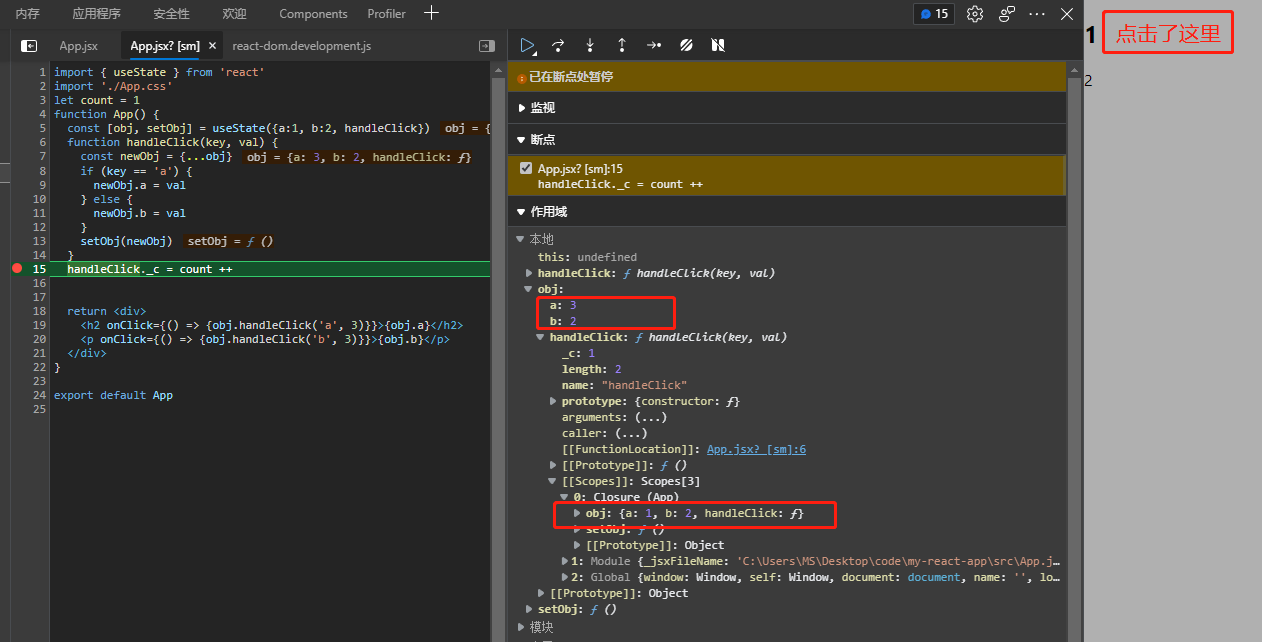 内存 应用程序 安全性 欢迎 Components Profiler 15
App.jsx App.jsx? [sm] × react-dom.development.js
1 import { useState } from 'react'
2 import './App.css'
3 let count = 1
4 function App() {
5 const [obj, setObj] = useState({a:1, b:2, handleClick}) obj = {
6 function handleClick(key, val) {
7 const newObj = {...obj} obj = {a: 3, b: 2, handleClick: ƒ}
8 if (key == 'a') {
9 newObj.a = val
10 } else {
11 newObj.b = val
12 }
13 setObj(newObj) setObj = ƒ ()
14 }
15 handleClick._c = count ++
16
17
18 return <div>
19 <h2 onClick={() => {obj.handleClick('a', 3)}}>{obj.a}</h2>
20 <p onClick={() => {obj.handleClick('b', 3)}}>{obj.b}</p>
21 </div>
22 }
23
24 export default App
25
已在断点处暂停
监视
断点
App.jsx? [sm]:15
handleClick._c = count ++
作用域
本地
this: undefined
handleClick: ƒ handleClick(key, val)
obj:
a: 3
b: 2
handleClick: ƒ handleClick(key, val)
_c: 1
length: 2
name: "handleClick"
prototype: {constructor: ƒ}
arguments: (...)
caller: (...)
[[FunctionLocation]]: App.jsx? [sm]:6
[[Prototype]]: ƒ ()
[[Scopes]]: Scopes[3]
0: Closure (App)
obj: {a: 1, b: 2, handleClick: ƒ}
setObj: ƒ ()
[[Prototype]]: Object
1: Module {_jsxFileName: 'C:\Users\MS\Desktop\code\my-react-app\src\App.j…
2: Global {window: Window, self: Window, document: document, name: '', lo…
[[Prototype]]: Object
setObj: ƒ ()
模块
1 点击了这里
2